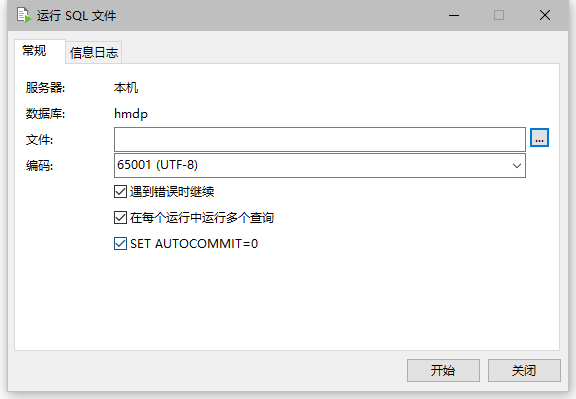 运行 SQL 文件
常规 信息日志
服务器: 本机
数据库: hmdp
文件: ...
编码: 65001 (UTF-8)
遇到错误时继续
在每个运行中运行多个查询
SET AUTOCOMMIT=0
开始 关闭